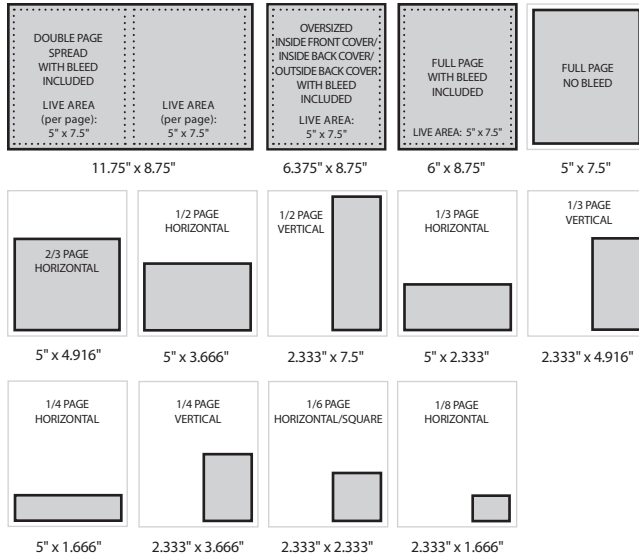 DOUBLE PAGE
SPREAD
WITH BLEED
INCLUDED
LIVE AREA
(per page):
5" x 7.5"
LIVE AREA
(per page):
5" x 7.5"
11.75" x 8.75"
OVERSIZED
INSIDE FRONT COVER/
INSIDE BACK COVER/
OUTSIDE BACK COVER
WITH BLEED
INCLUDED
LIVE AREA:
5" x 7.5"
6.375" x 8.75"
FULL PAGE
WITH BLEED
INCLUDED
LIVE AREA: 5" x 7.5"
6" x 8.75"
FULL PAGE
NO BLEED
5" x 7.5"
2/3 PAGE
HORIZONTAL
5" x 4.916"
1/2 PAGE
HORIZONTAL
5" x 3.666"
1/2 PAGE
VERTICAL
2.333" x 7.5"
1/3 PAGE
HORIZONTAL
5" x 2.333"
1/3 PAGE
VERTICAL
2.333" x 4.916"
1/4 PAGE
HORIZONTAL
5" x 1.666"
1/4 PAGE
VERTICAL
2.333" x 3.666"
1/6 PAGE
HORIZONTAL/SQUARE
2.333" x 2.333"
1/8 PAGE
HORIZONTAL
2.333" x 1.666"